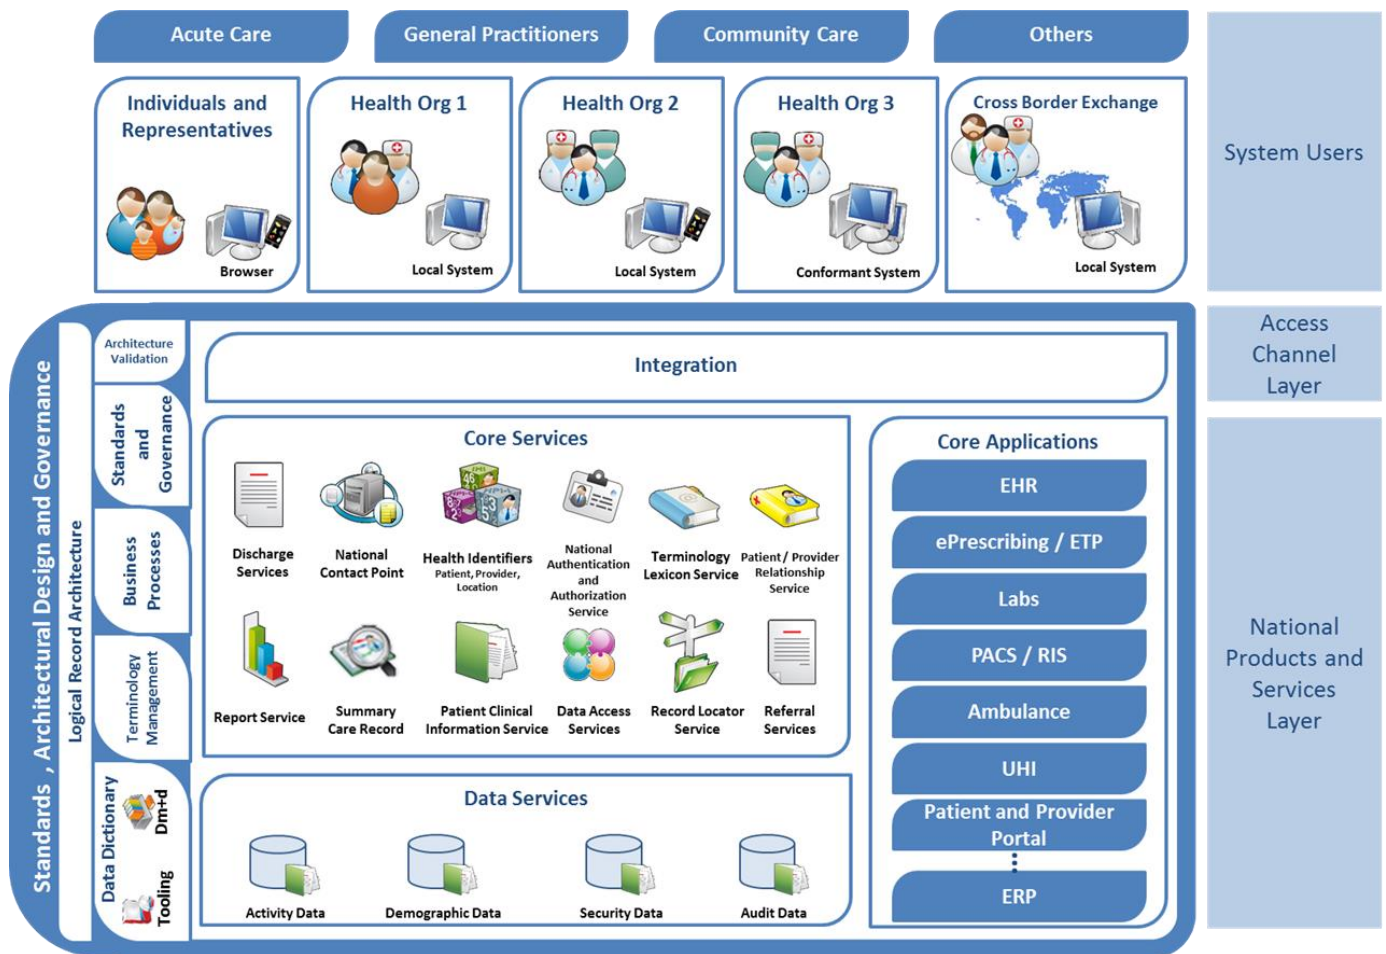 Acute Care
General Practitioners
Community Care
Others
Individuals and
Representatives
Browser
Health Org 1
Local System
Health Org 2
Local System
Health Org 3
Conformant System
Cross Border Exchange
Local System
System Users
Access
Channel
Layer
National
Products and
Services
Layer
Standards , Architectural Design and Governance
Logical Record Architecture
Architecture
Validation
Standards
and
Governance
Business
Processes
Terminology
Management
Data Dictionary
Dm+d
Tooling
Integration
Core Services
Discharge
Services
National
Contact Point
Health Identifiers
Patient, Provider,
Location
National
Authentication
and
Authorization
Service
Terminology
Lexicon Service
Patient / Provider
Relationship
Service
Report Service
Summary
Care Record
Patient Clinical
Information Service
Data Access
Services
Record Locator
Service
Referral
Services
Data Services
Activity Data
Demographic Data
Security Data
Audit Data
Core Applications
EHR
ePrescribing / ETP
Labs
PACS / RIS
Ambulance
UHI
Patient and Provider
Portal
ERP